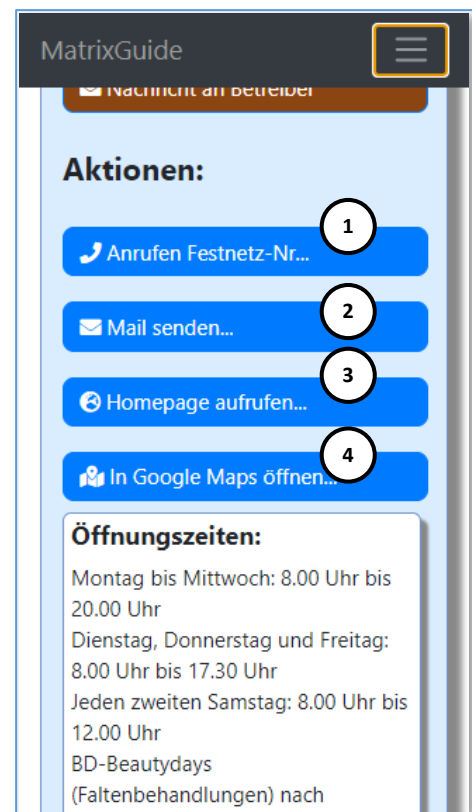 MatrixGuide
Nachricht an Betreiber
Aktionen:
1
Anrufen Festnetz-Nr...
2
Mail senden...
3
Homepage aufrufen...
4
In Google Maps öffnen...
Öffnungszeiten:
Montag bis Mittwoch: 8.00 Uhr bis
20.00 Uhr
Dienstag, Donnerstag und Freitag:
8.00 Uhr bis 17.30 Uhr
Jeden zweiten Samstag: 8.00 Uhr bis
12.00 Uhr
BD-Beautydays
(Faltenbehandlungen) nach